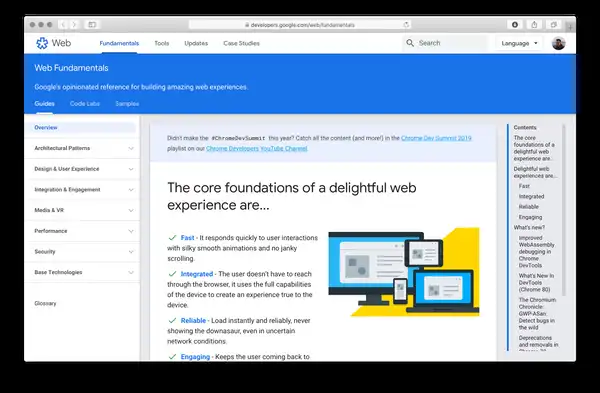 developers.google.com/web/fundamentals
Web
Fundamentals
Tools
Updates
Case Studies
Search
Language
Web Fundamentals
Google's opinionated reference for building amazing web experiences.
Guides
Code Labs
Samples
Overview
Architectural Patterns
Design & User Experience
Integration & Engagement
Media & VR
Performance
Security
Base Technologies
Glossary
Didn't make the #ChromeDevSummit this year? Catch all the content (and more!) in the Chrome Dev Summit 2019
playlist on our Chrome Developers YouTube Channel.
The core foundations of a delightful web
experience are...
Fast - It responds quickly to user interactions
with silky smooth animations and no janky
scrolling.
Integrated - The user doesn't have to reach
through the browser, it uses the full capabilities
of the device to create an experience true to the
device.
Reliable - Load instantly and reliably, never
showing the downasaur, even in uncertain
network conditions.
Engaging - Keeps the user coming back to
Contents
The core
foundations of a
delightful web
experience are...
Delightful web
experiences are...
Fast
Integrated
Reliable
Engaging
What's new?
Improved
WebAssembly
debugging in
Chrome
DevTools
What's New In
DevTools
(Chrome 80)
The Chromium
Chronicle:
GWP-ASan:
Detect bugs in
the wild
Deprecations and
removals in